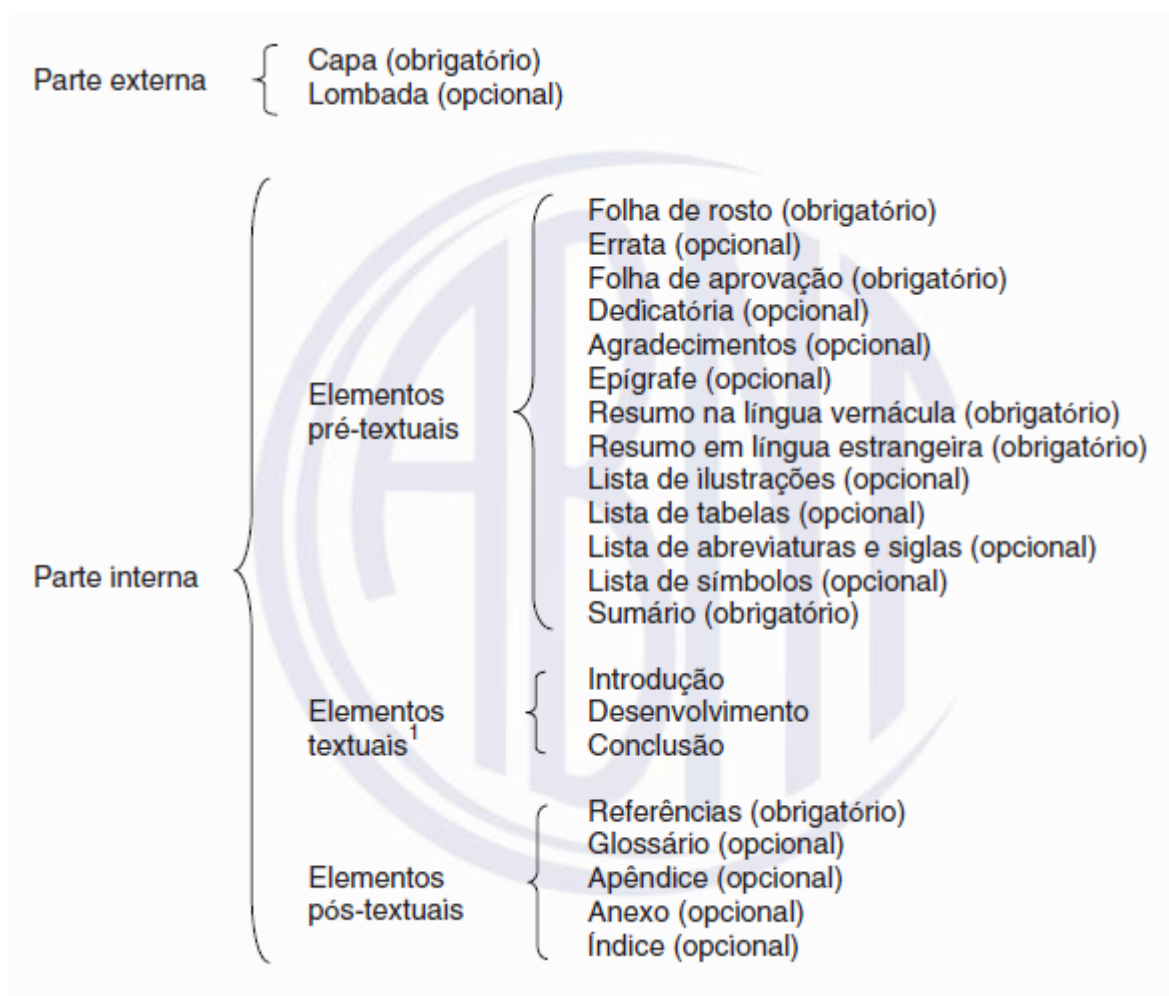 Parte externa
Capa (obrigatório)
Lombada (opcional)
Parte interna
Elementos
pré-textuais
Folha de rosto (obrigatório)
Errata (opcional)
Folha de aprovação (obrigatório)
Dedicatória (opcional)
Agradecimentos (opcional)
Epígrafe (opcional)
Resumo na língua vernácula (obrigatório)
Resumo em língua estrangeira (obrigatório)
Lista de ilustrações (opcional)
Lista de tabelas (opcional)
Lista de abreviaturas e siglas (opcional)
Lista de símbolos (opcional)
Sumário (obrigatório)
Elementos
textuais¹
Introdução
Desenvolvimento
Conclusão
Elementos
pós-textuais
Referências (obrigatório)
Glossário (opcional)
Apêndice (opcional)
Anexo (opcional)
Índice (opcional)
ABNT